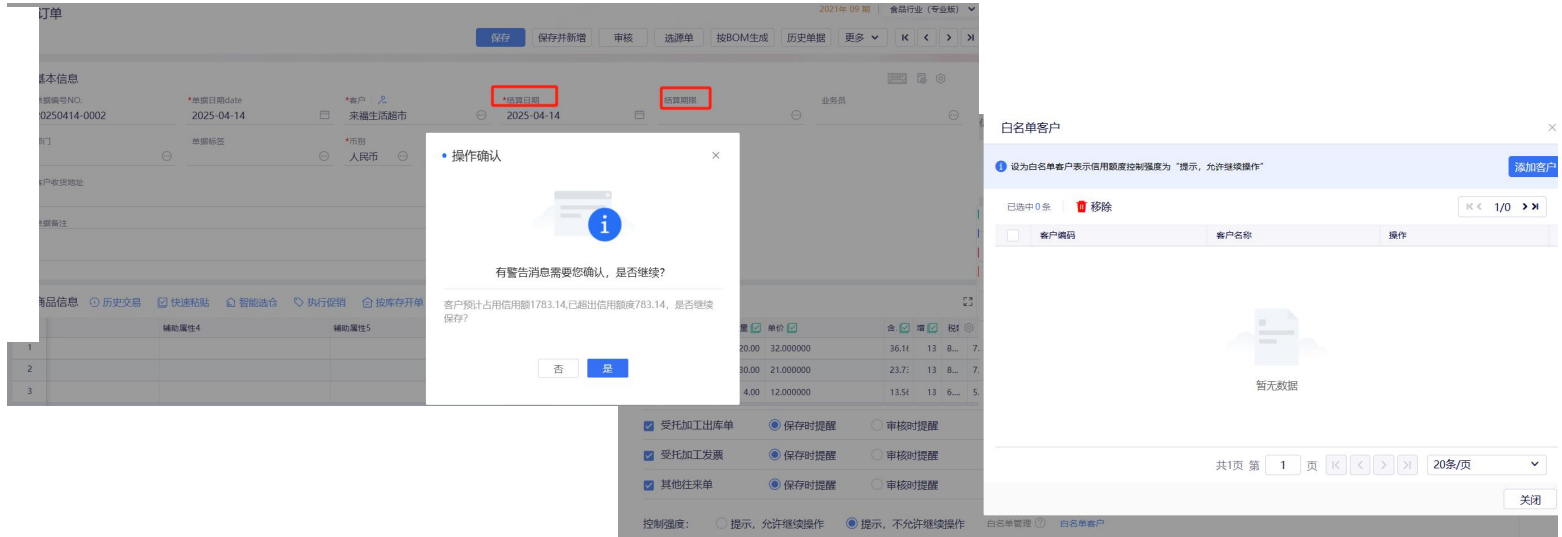 订单
2021年 09 期 食品行业（专业版）
保存 保存并新增 审核 选源单 按BOM生成 历史单据 更多
基本信息
据编号NO. *单据日期date *客户 *结算日期 结算期限 业务员
20250414-0002 2025-04-14 来福生活超市 2025-04-14
部门 单据标签 *币别
人民币
客户收货地址
单据备注
操作确认
有警告消息需要您确认，是否继续?
客户预计占用信用额1783.14,已超出信用额度783.14，是否继续
保存?
否 是
商品信息 历史交易 快速粘贴 智能选仓 执行促销 按库存开单
辅助属性4 辅助属性5 量 单价 含. 增 税
1 20.00 32.000000 36.16 13 8... 7.
2 30.00 21.000000 23.7 13 8... 7.
3 4.00 12.000000 13.56 13 6.... 5.
受托加工出库单 保存时提醒 审核时提醒
受托加工发票 保存时提醒 审核时提醒
其他往来单 保存时提醒 审核时提醒
控制强度： 提示，允许继续操作 提示，不允许继续操作 白名单管理 白名单客户
白名单客户
设为白名单客户表示信用额度控制强度为“提示，允许继续操作” 添加客户
已选中0条 移除 1/0
客户编码 客户名称 操作
暂无数据
共1页 第 1 页 20条/页
关闭